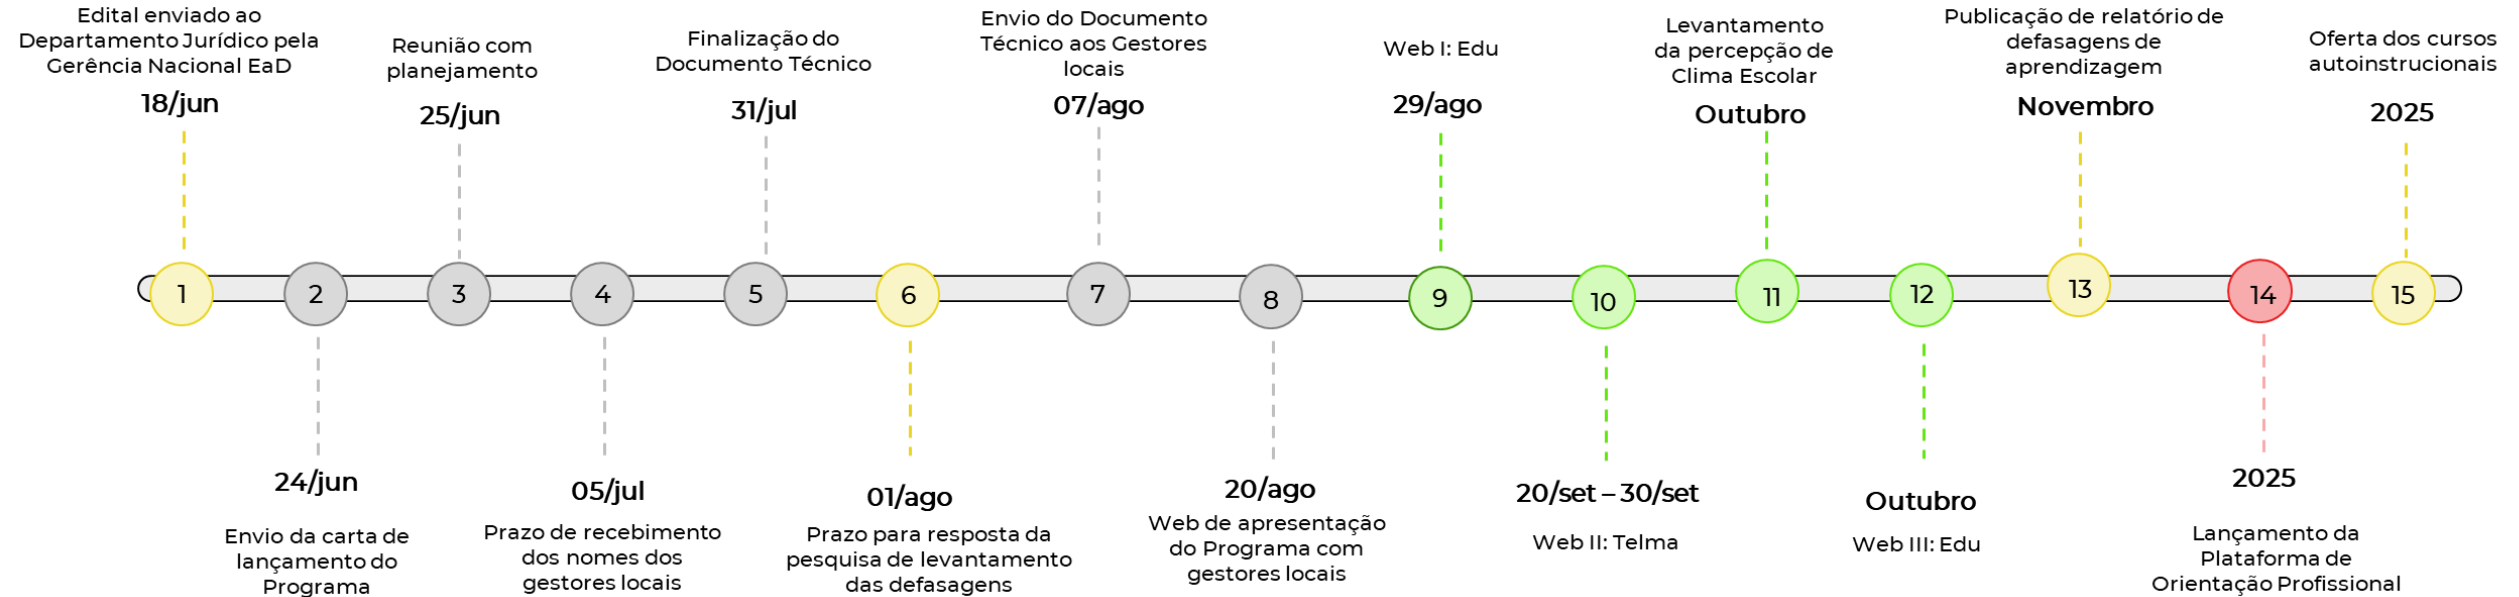 Edital enviado ao
Departamento Jurídico pela
Gerência Nacional EaD
18/jun
Reunião com
planejamento
25/jun
Finalização do
Documento Técnico
31/jul
Envio do Documento
Técnico aos Gestores
locais
07/ago
Web I: Edu
29/ago
Levantamento
da percepção de
Clima Escolar
Outubro
Publicação de relatório de
defasagens de
aprendizagem
Novembro
Oferta dos cursos
autoinstrucionais
2025
1
2
3
4
5
6
7
8
9
10
11
12
13
14
15
24/jun
Envio da carta de
lançamento do
Programa
05/jul
Prazo de recebimento
dos nomes dos
gestores locais
01/ago
Prazo para resposta da
pesquisa de levantamento
das defasagens
20/ago
Web de apresentação
do Programa com
gestores locais
20/set – 30/set
Web II: Telma
Outubro
Web III: Edu
2025
Lançamento da
Plataforma de
Orientação Profissional